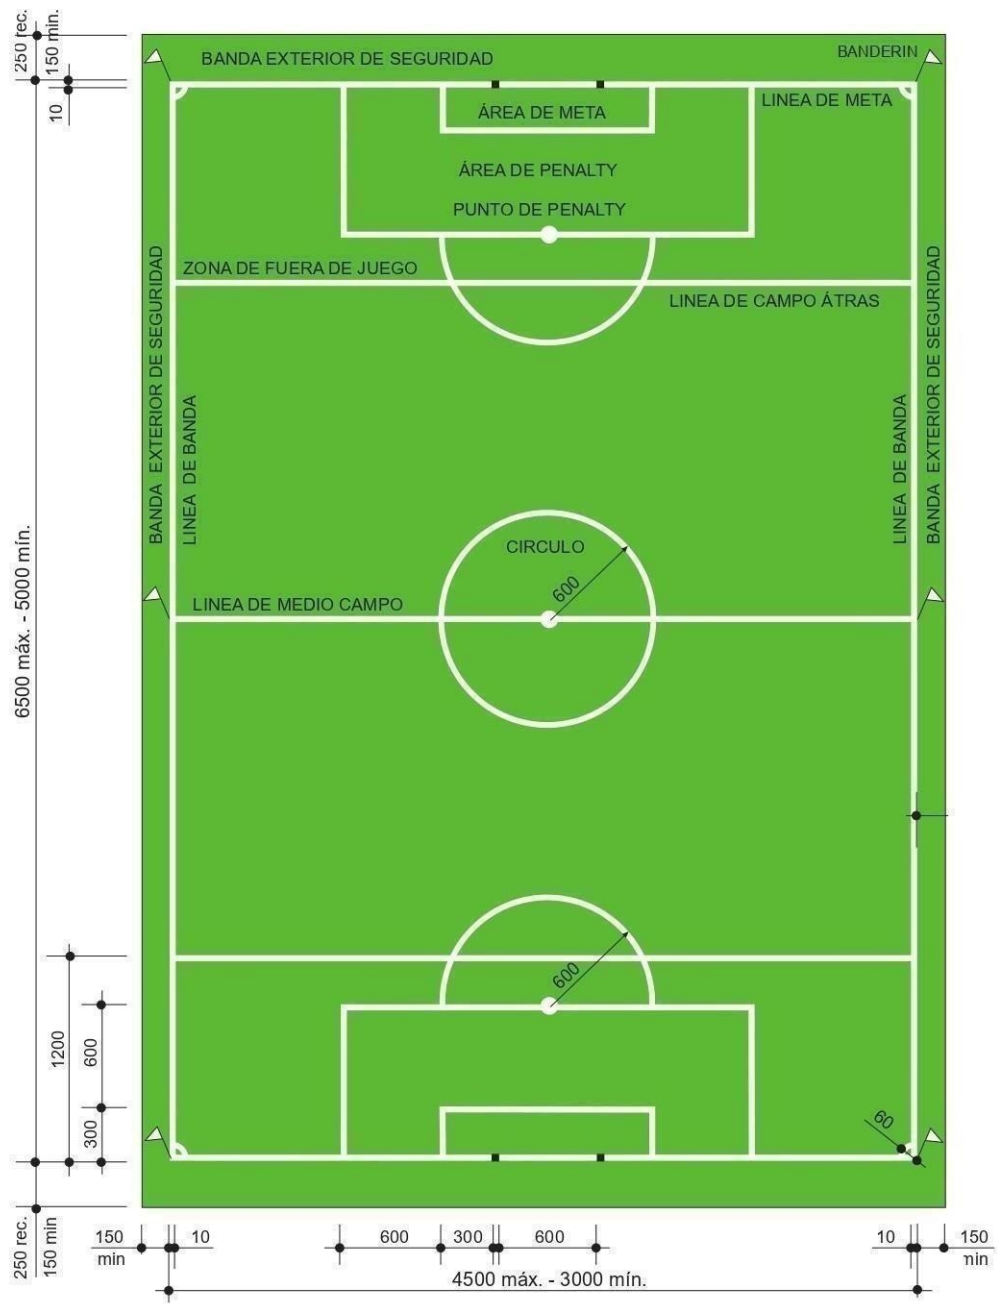 250 rec.
150 min.
10
BANDA EXTERIOR DE SEGURIDAD
BANDERIN
LINEA DE META
ÁREA DE META
ÁREA DE PENALTY
PUNTO DE PENALTY
ZONA DE FUERA DE JUEGO
LINEA DE CAMPO ÁTRAS
BANDA EXTERIOR DE SEGURIDAD
LINEA DE BANDA
LINEA DE BANDA
BANDA EXTERIOR DE SEGURIDAD
CIRCULO
600
LINEA DE MEDIO CAMPO
6500 máx. - 5000 mín.
600
1200
600
300
60
250 rec.
150 min
150
min
10
600
300
600
10
150
min
4500 máx. - 3000 mín.